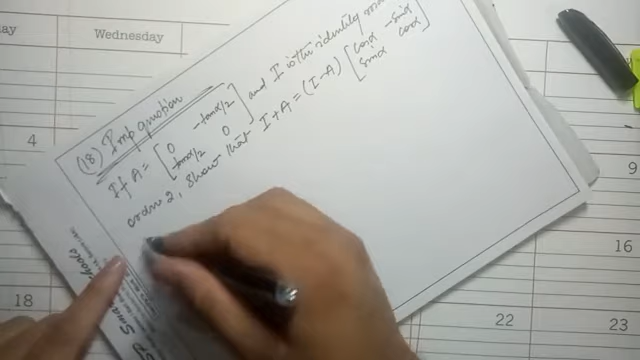 Wednesday
(18) Imp question
If A = [0 -tanα/2 tanα/2 0] and I is the identity
order 2, show that I + A = (I-A) [cosα -sinα sinα cosα]
4
9
16
18
22
23